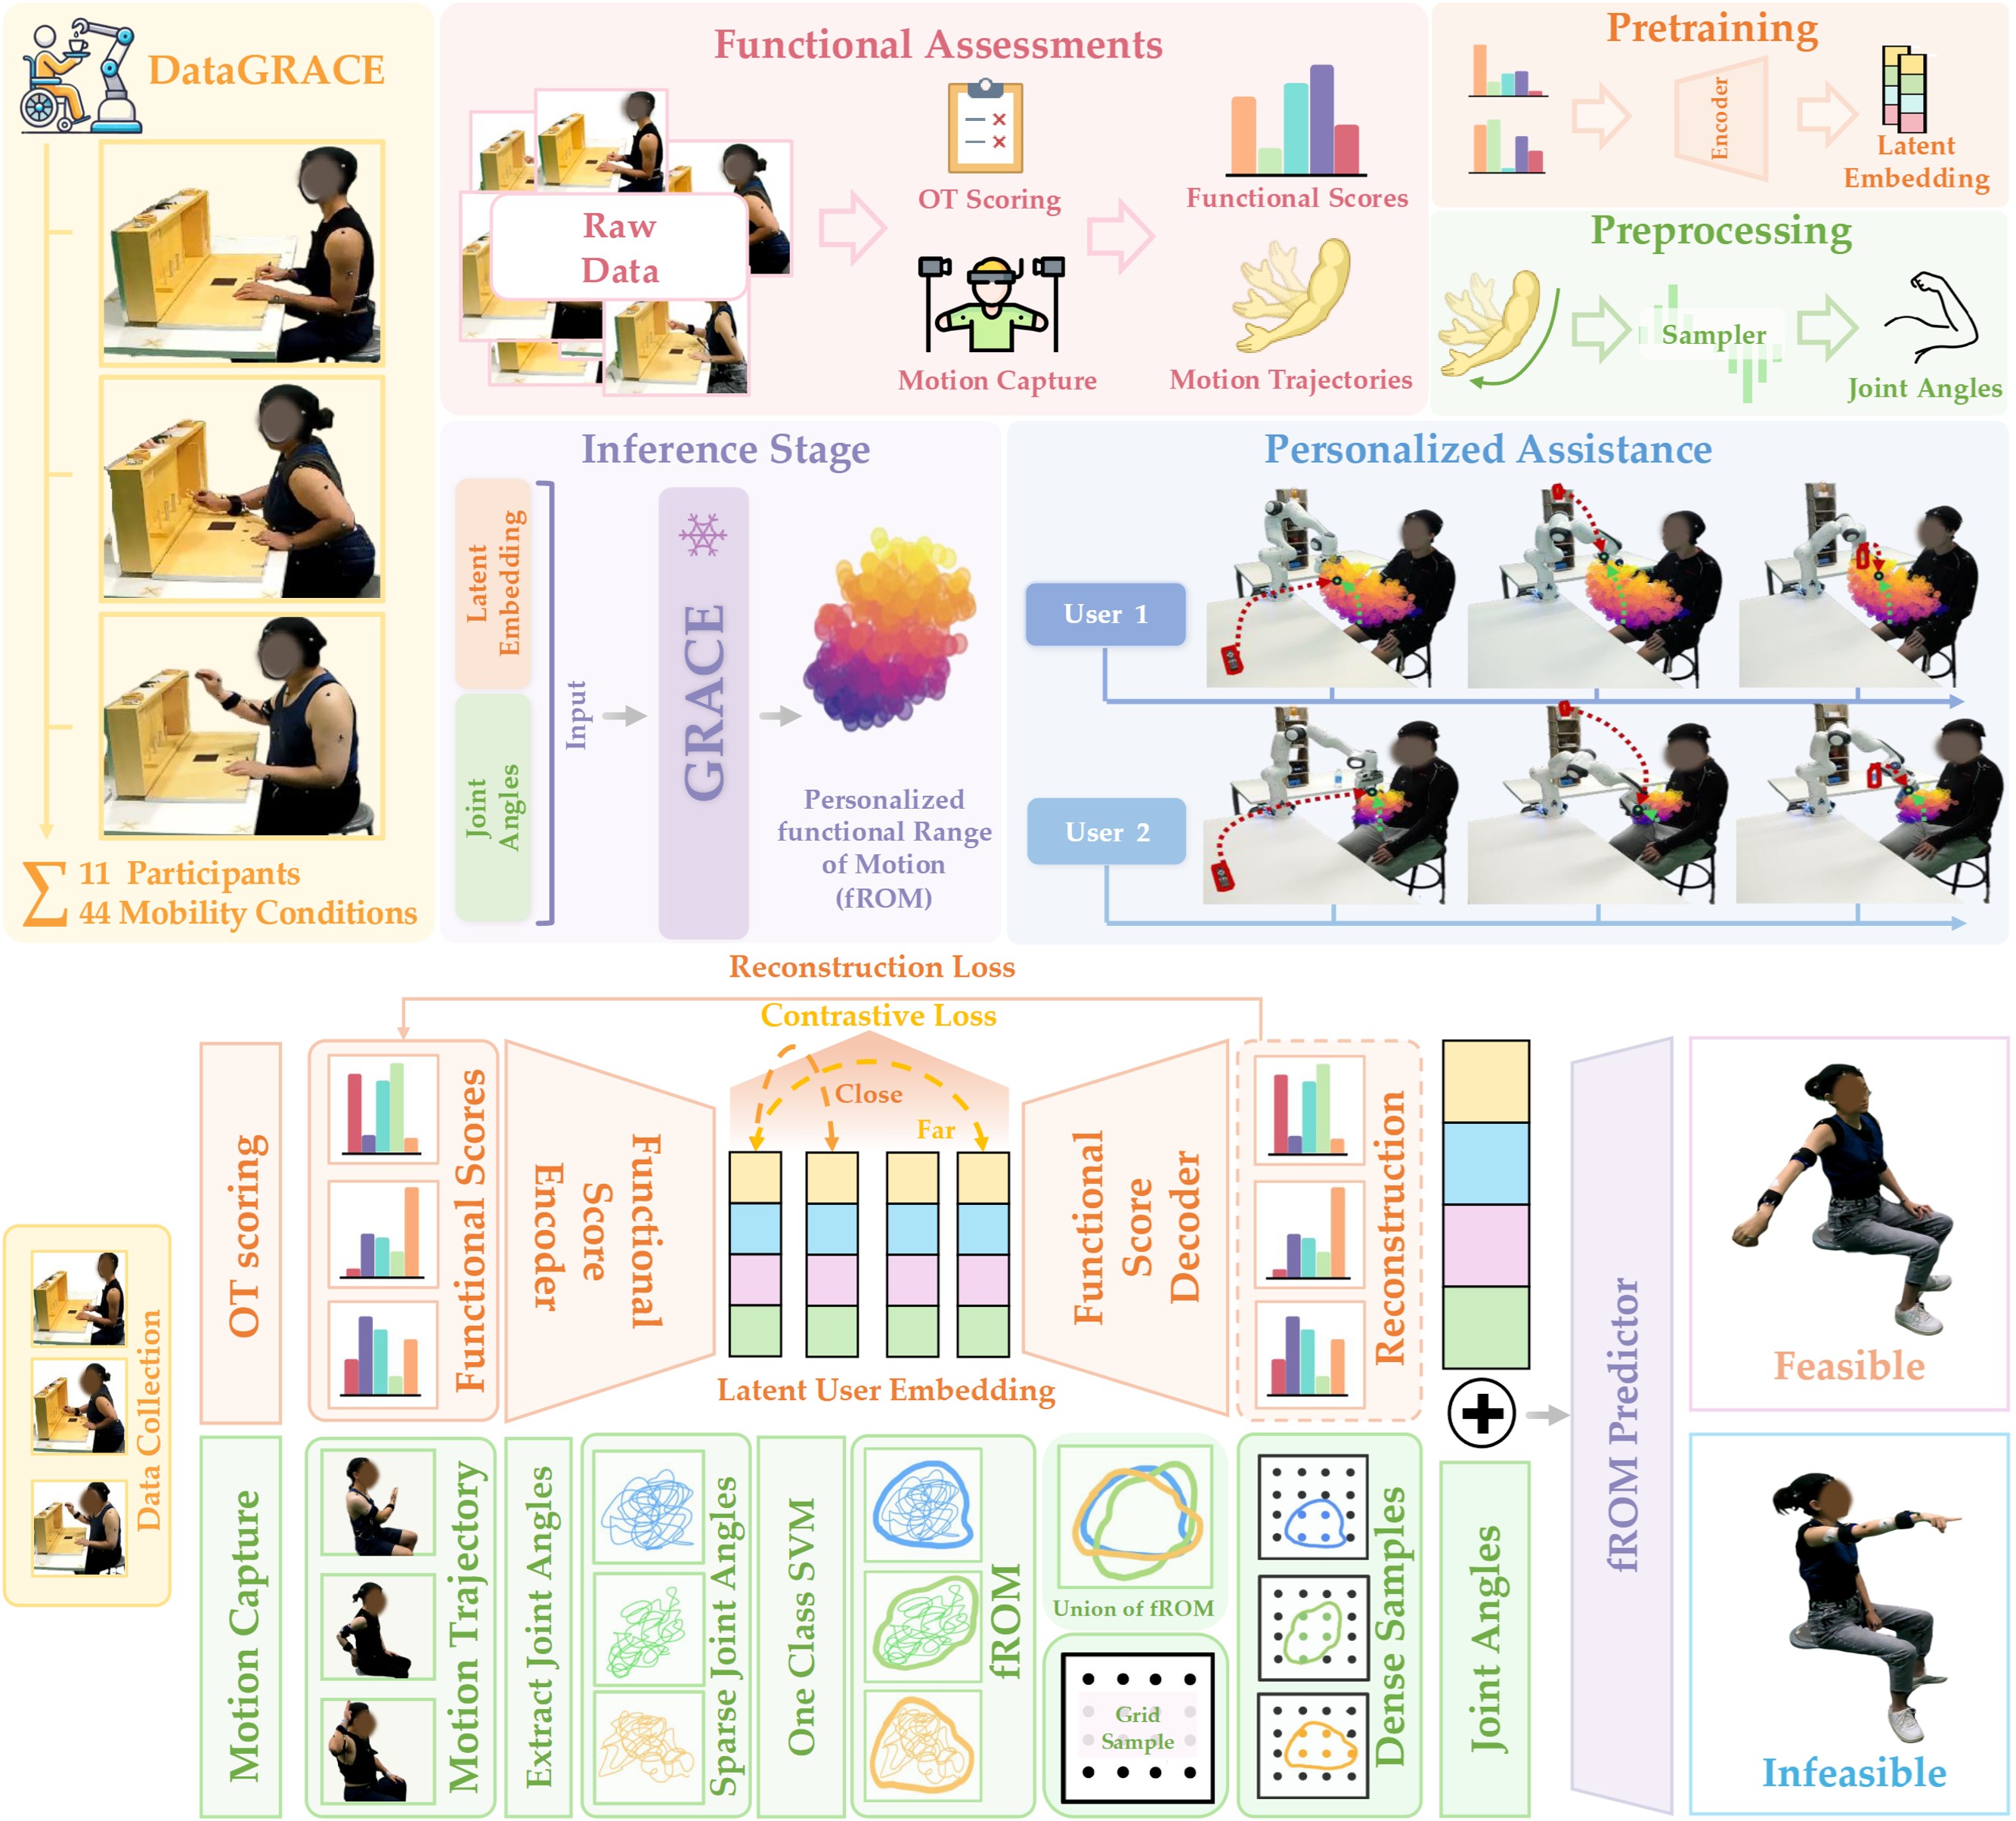 DataGRACE
11 Participants
44 Mobility Conditions
Functional Assessments
Raw
Data
OT Scoring
Motion Capture
Functional Scores
Motion Trajectories
Pretraining
Encoder
Latent
Embedding
Preprocessing
Sampler
Joint Angles
Inference Stage
Latent
Embedding
Joint
Angles
Input
GRACE
Personalized
functional Range
of Motion
(fROM)
Personalized Assistance
User 1
User 2
Reconstruction Loss
Contrastive Loss
Close
Far
Data Collection
OT scoring
Functional Scores
Functional
Score
Encoder
Latent User Embedding
Functional
Score
Decoder
Reconstruction
Motion Capture
Motion Trajectory
Extract Joint Angles
Sparse Joint Angles
One Class SVM
fROM
Union of fROM
Grid
Sample
Dense Samples
Joint Angles
fROM Predictor
Feasible
Infeasible